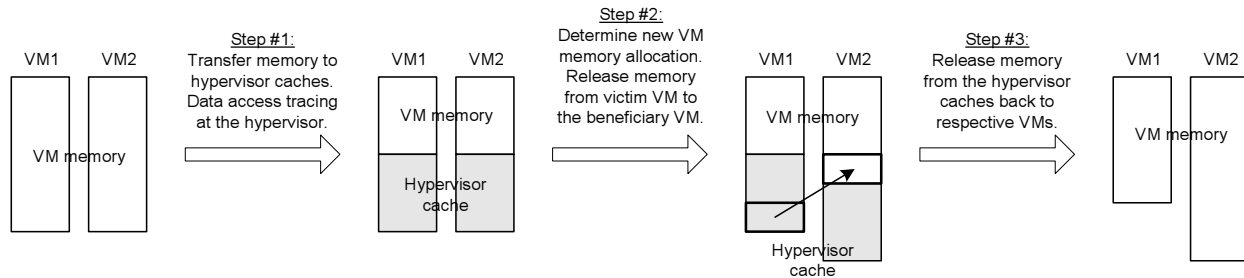 VM1 VM2
VM memory
Step #1:
Transfer memory to
hypervisor caches.
Data access tracing
at the hypervisor.
VM1 VM2
VM memory
Hypervisor
cache
Step #2:
Determine new VM
memory allocation.
Release memory
from victim VM to
the beneficiary VM.
VM1 VM2
VM memory
Hypervisor
cache
Step #3:
Release memory
from the hypervisor
caches back to
respective VMs.
VM1 VM2
VM memory